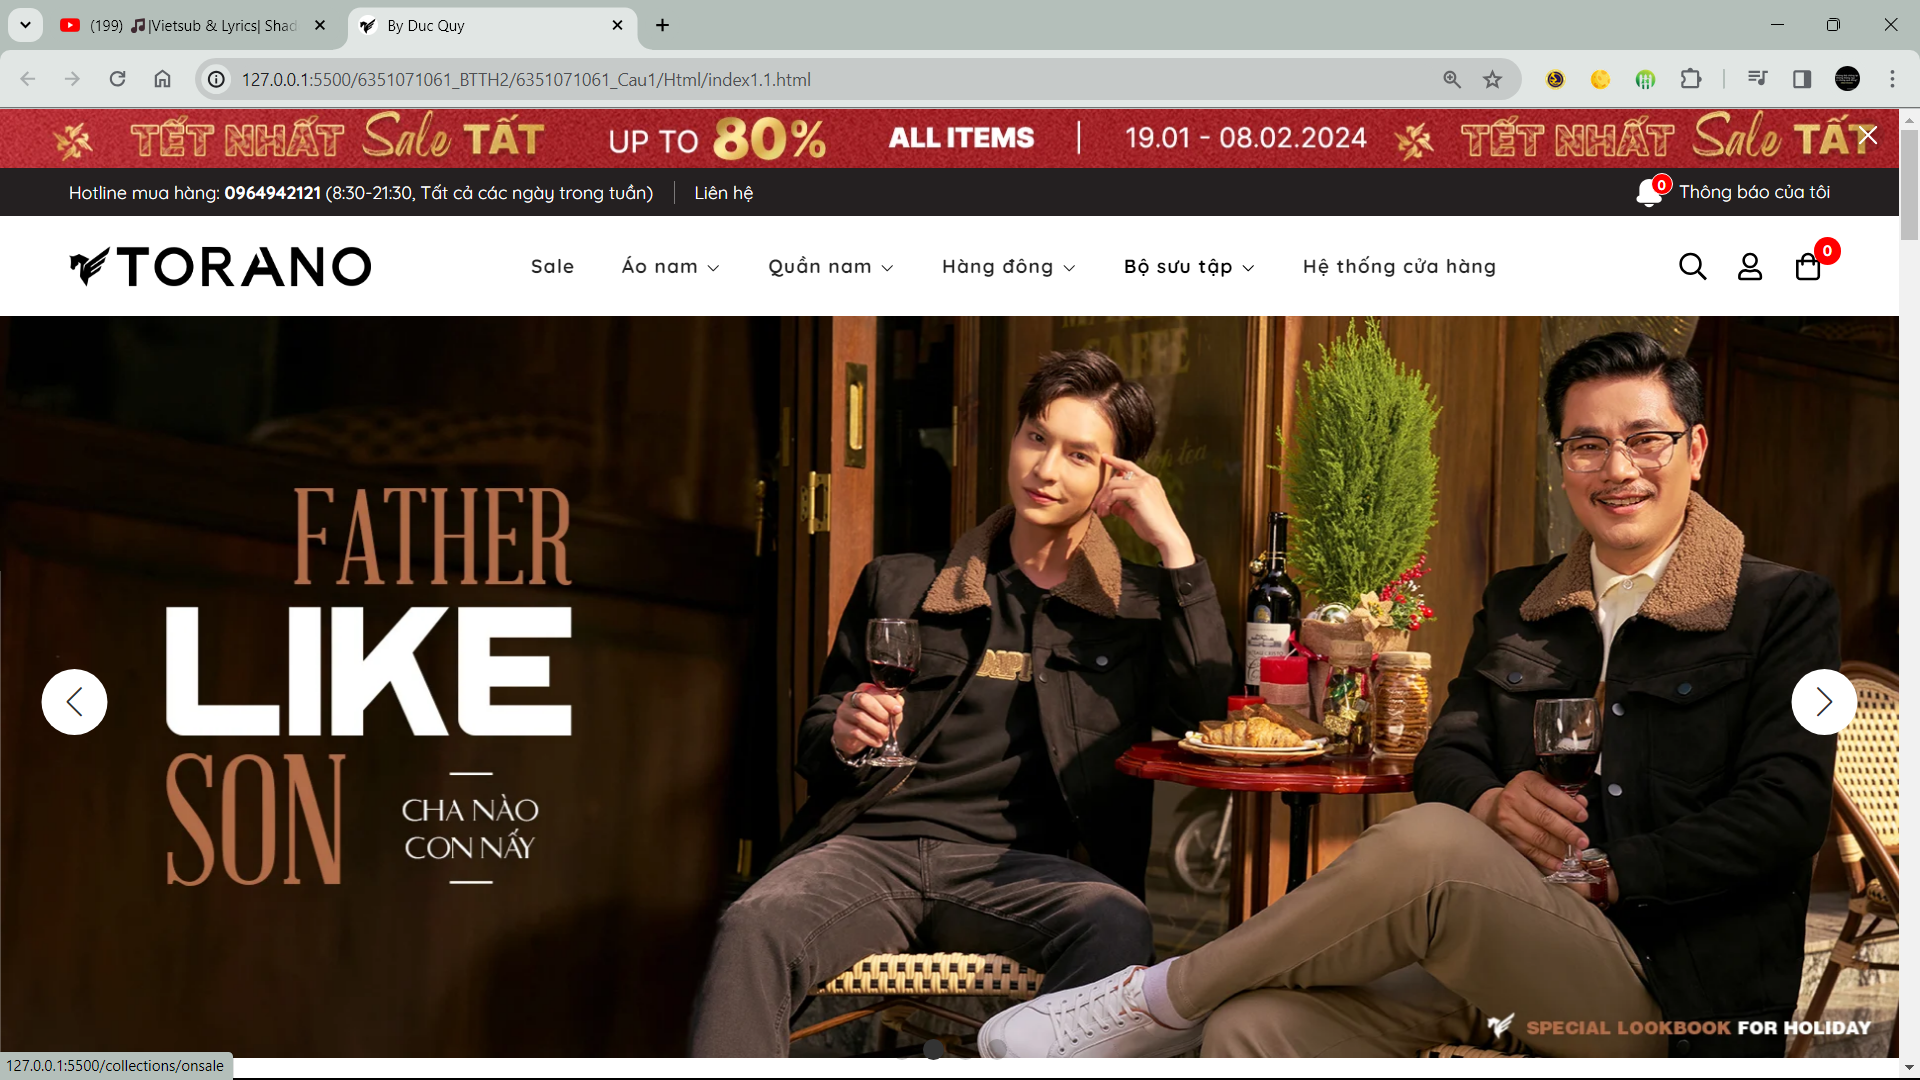 (199) 🎵|Vietsub & Lyrics| Shad
By Duc Quy
127.0.0.1:5500/6351071061_BTTH2/6351071061_Cau1/Html/index1.1.html
TẾT NHẤT Sale TẤT UP TO 80% ALL ITEMS | 19.01 - 08.02.2024 TẾT NHẤT Sale TẤT
Hotline mua hàng: 0964942121 (8:30-21:30, Tất cả các ngày trong tuần) Liên hệ 0 Thông báo của tôi
TORANO Sale Áo nam Quần nam Hàng đông Bộ sưu tập Hệ thống cửa hàng 0
CAFFE
FATHER
LIKE
SON
CHA NÀO
CON NẤY
SPECIAL LOOKBOOK FOR HOLIDAY
127.0.0.1:5500/collections/onsale